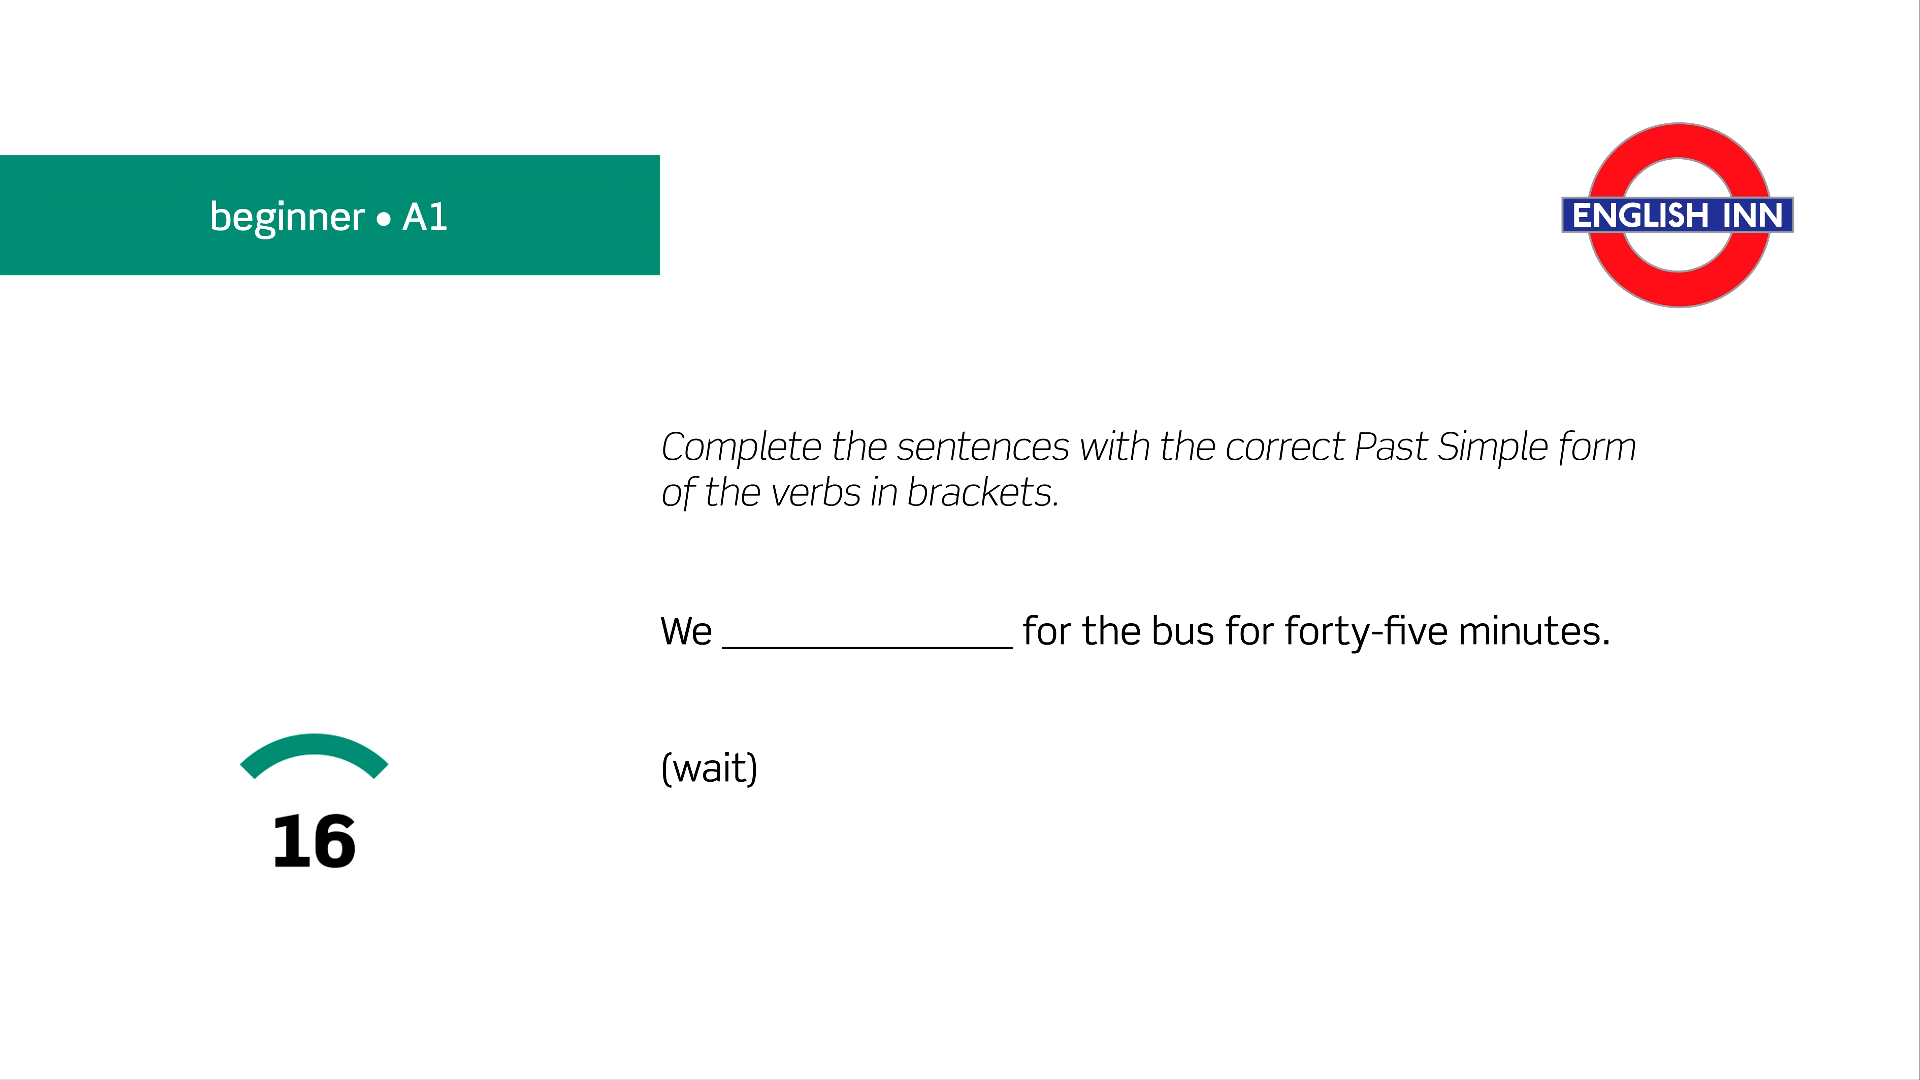 beginner • A1
ENGLISH INN
Complete the sentences with the correct Past Simple form
of the verbs in brackets.
We ______________ for the bus for forty-five minutes.
(wait)
16